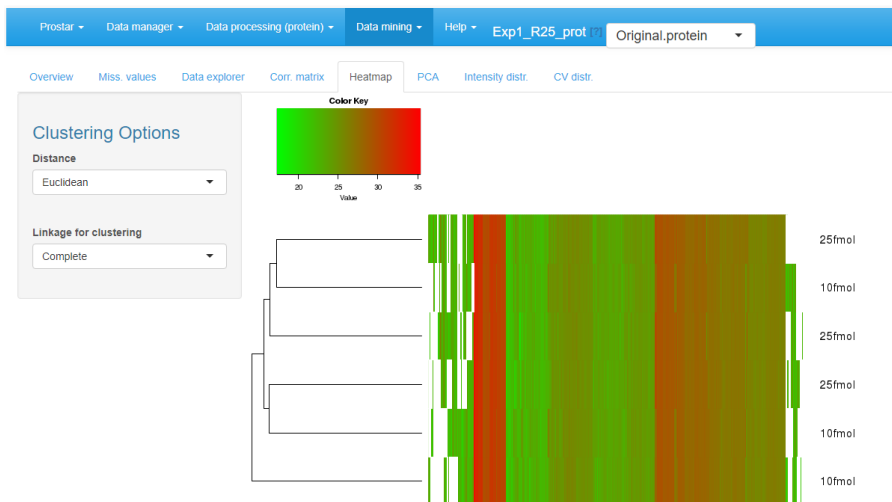 Prostar Data manager Data processing (protein) Data mining Help Exp1_R25_prot [?] Original.protein
Overview Miss. values Data explorer Corr. matrix Heatmap PCA Intensity distr. CV distr.
Clustering Options
Distance
Euclidean
Linkage for clustering
Complete
Color Key
20 25 30 35
Value
25fmol
10fmol
25fmol
25fmol
10fmol
10fmol